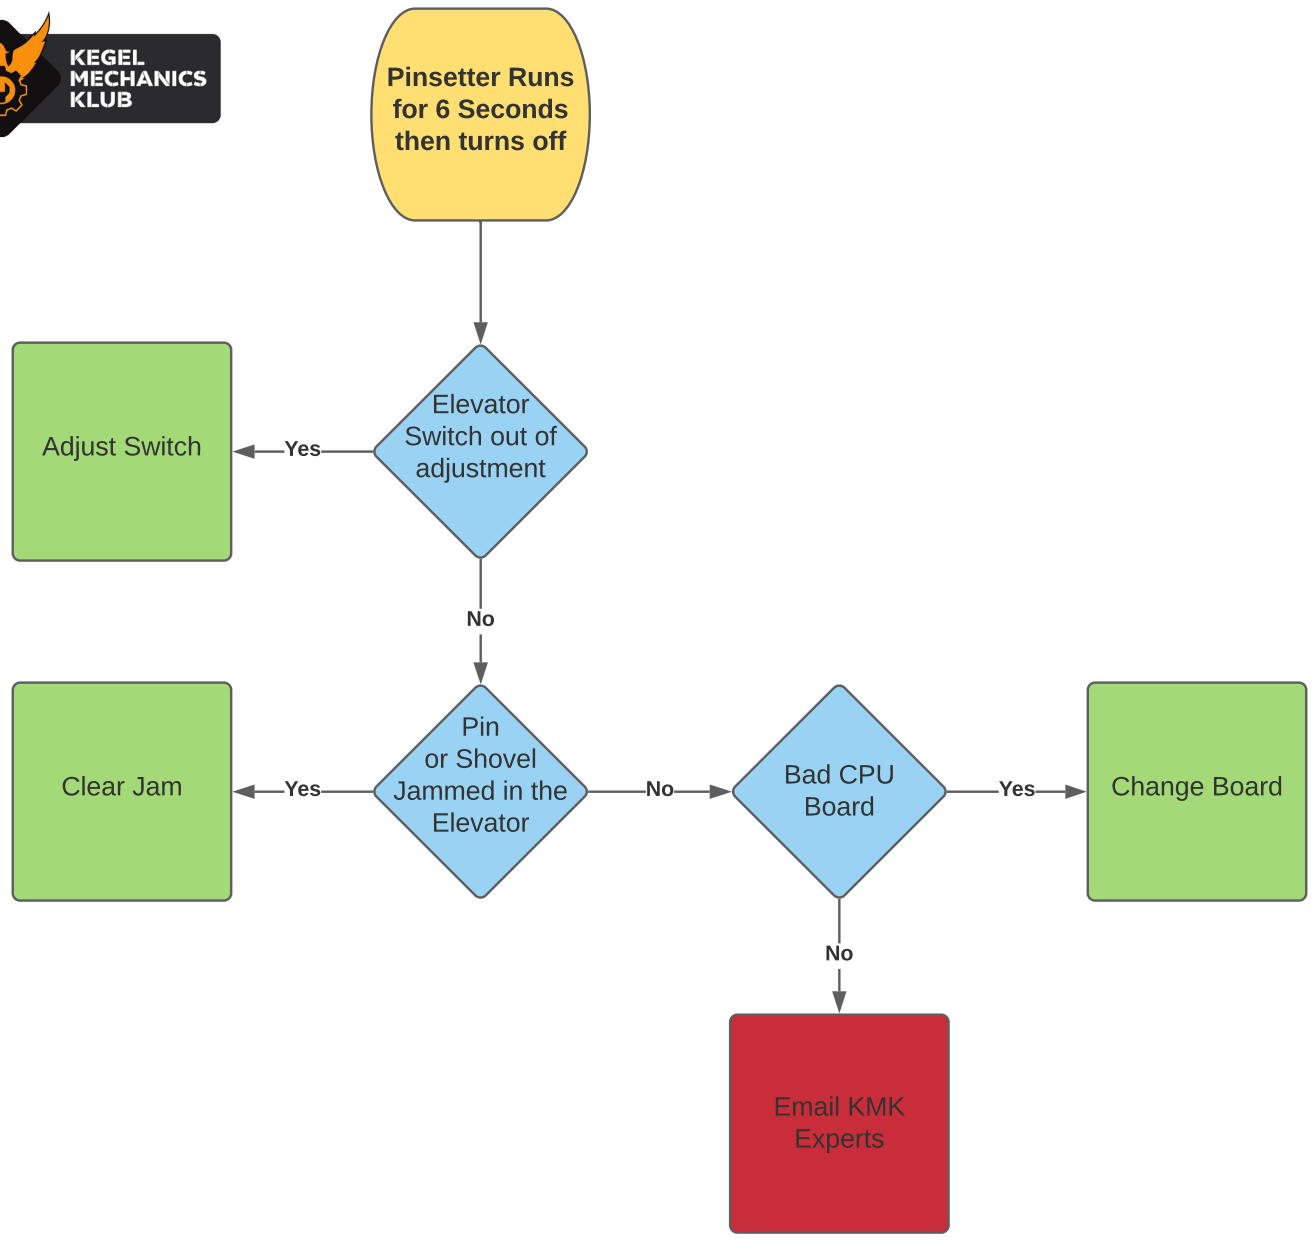 KEGEL
MECHANICS
KLUB
Pinsetter Runs
for 6 Seconds
then turns off
Elevator
Switch out of
adjustment
Yes
Adjust Switch
No
Pin
or Shovel
Jammed in the
Elevator
Yes
Clear Jam
No
Bad CPU
Board
Yes
Change Board
No
Email KMK
Experts